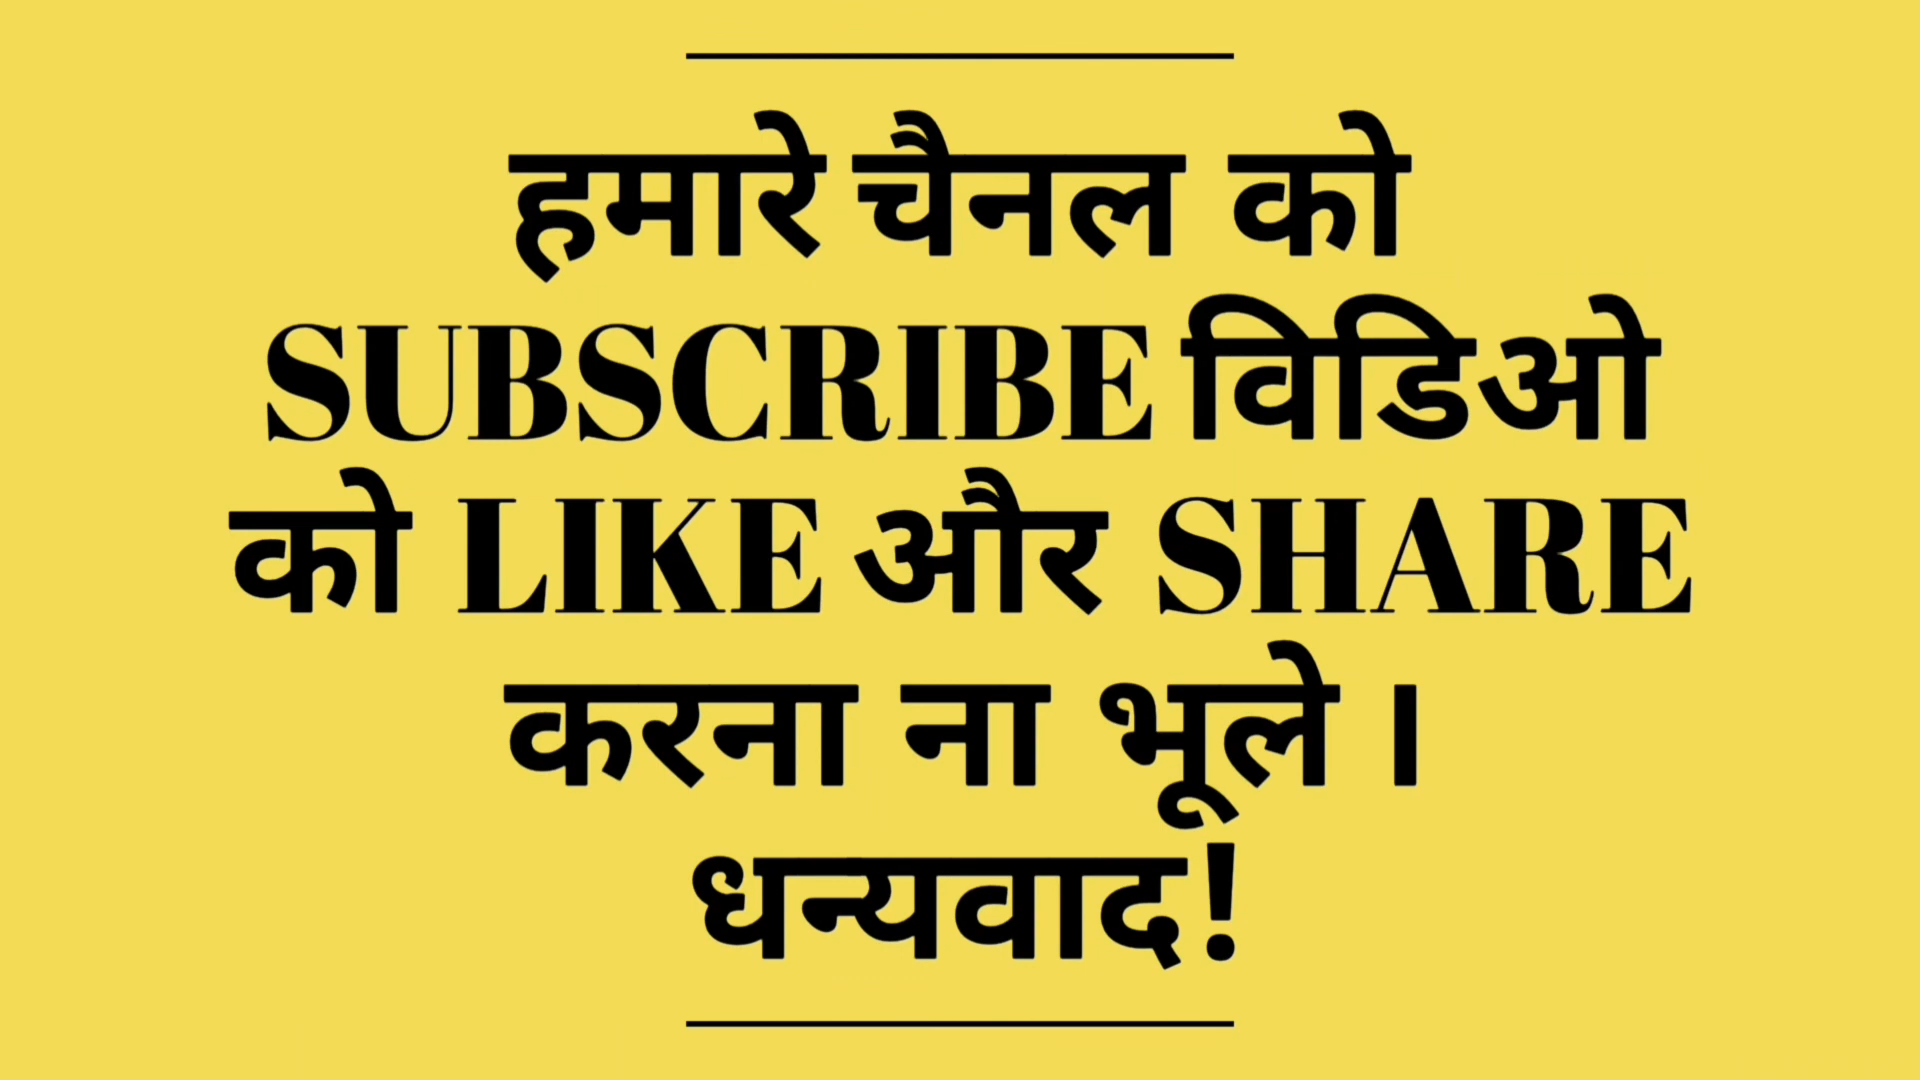 हमारे चैनल को
SUBSCRIBE विडिओ
को LIKE और SHARE
करना ना भूले ।
धन्यवाद!